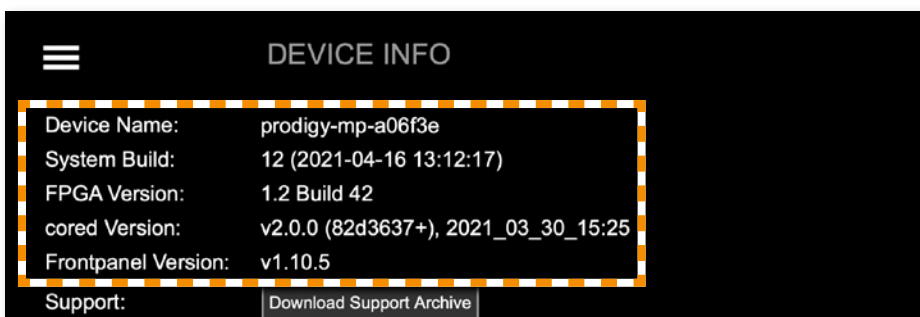 DEVICE INFO
Device Name: prodigy-mp-a06f3e
System Build: 12 (2021-04-16 13:12:17)
FPGA Version: 1.2 Build 42
cored Version: v2.0.0 (82d3637+), 2021_03_30_15:25
Frontpanel Version: v1.10.5
Support: Download Support Archive